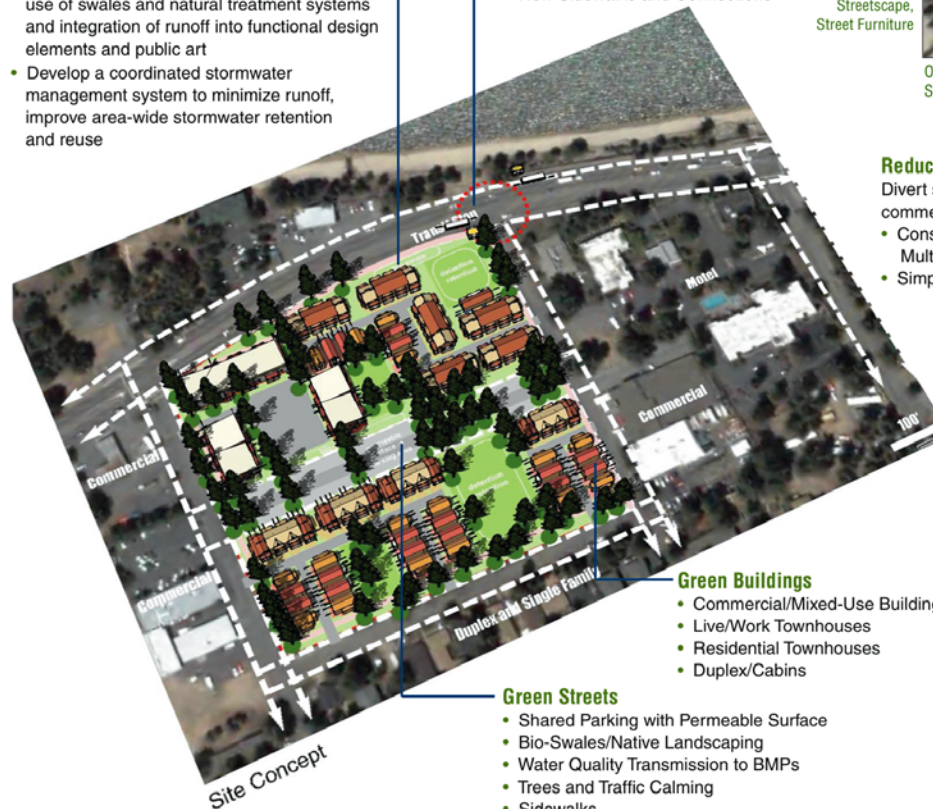 use of swales and natural treatment systems
and integration of runoff into functional design
elements and public art
• Develop a coordinated stormwater
management system to minimize runoff,
improve area-wide stormwater retention
and reuse
Streetscape,
Street Furniture
O
S
Reduc
Divert s
comme
• Cons
Mult
• Simp
Motel
Commercial
100'
Commercial
detention
Commercial
Duplex and Single Family
Green Buildings
• Commercial/Mixed-Use Building
• Live/Work Townhouses
• Residential Townhouses
• Duplex/Cabins
Green Streets
• Shared Parking with Permeable Surface
• Bio-Swales/Native Landscaping
• Water Quality Transmission to BMPs
• Trees and Traffic Calming
• Sidewalks
Site Concept